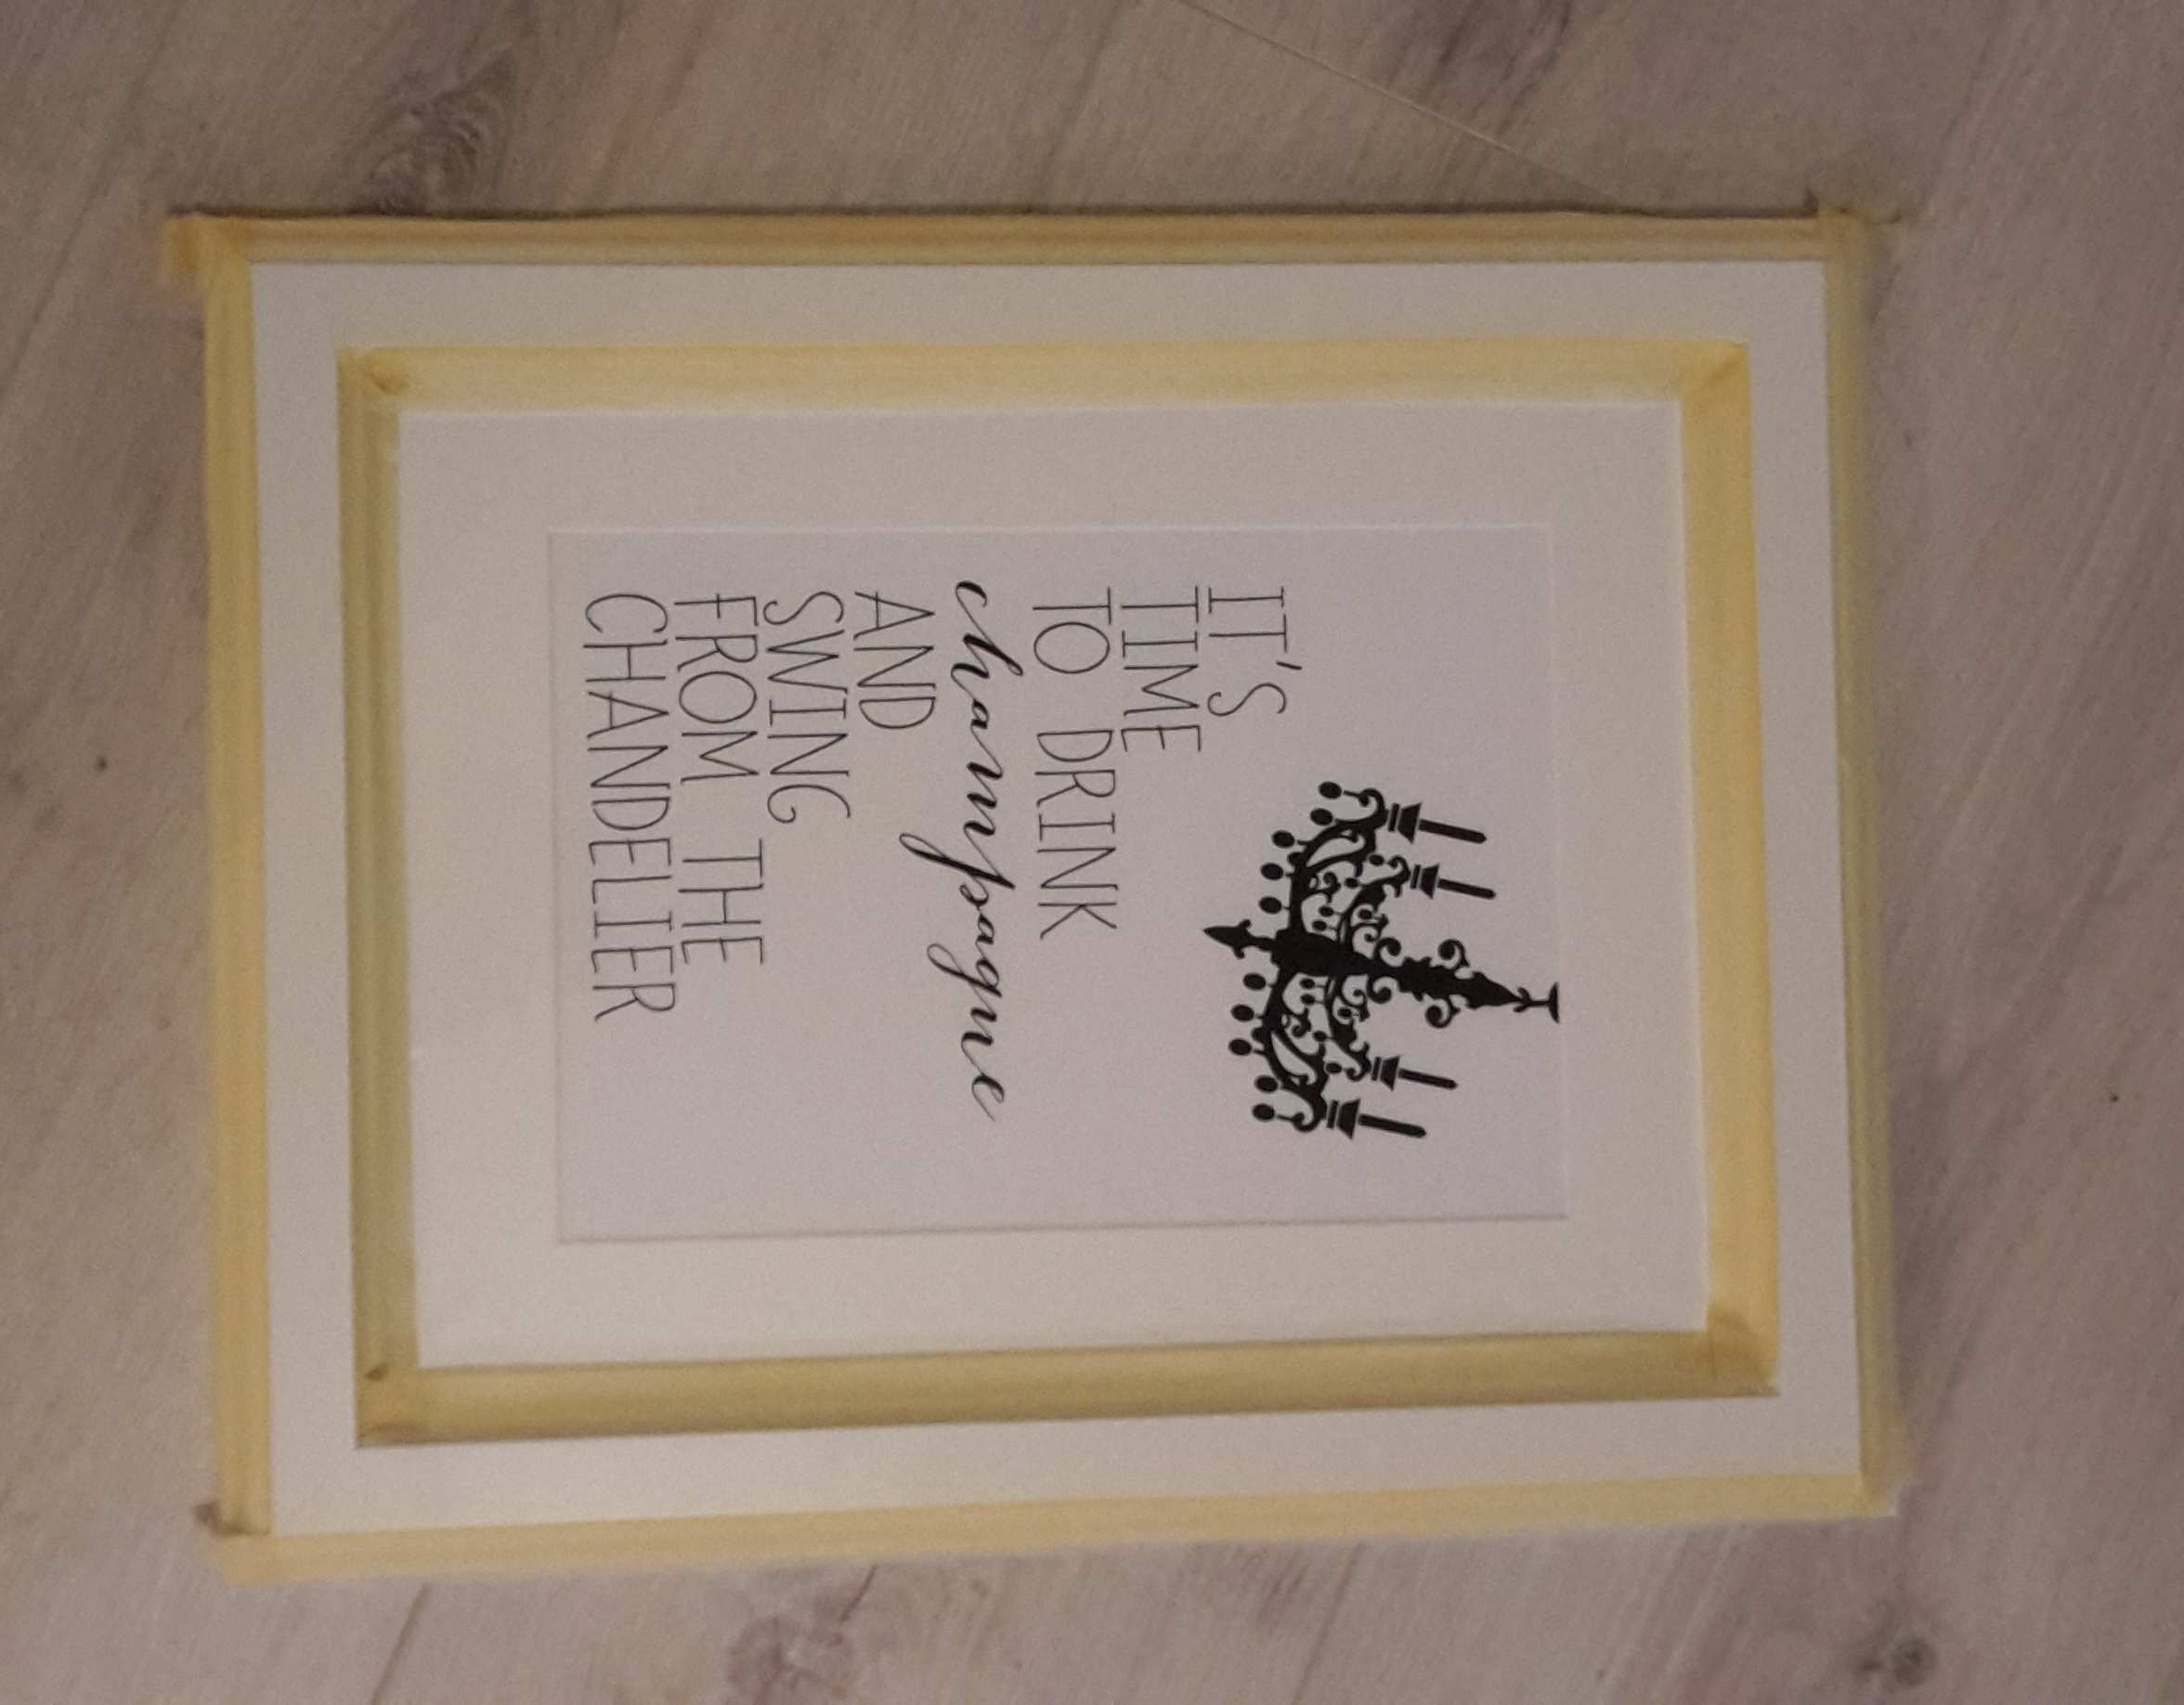 IT'S
TIME
TO DRINK
champagne
AND
SWING
FROM THE
CHANDELIER